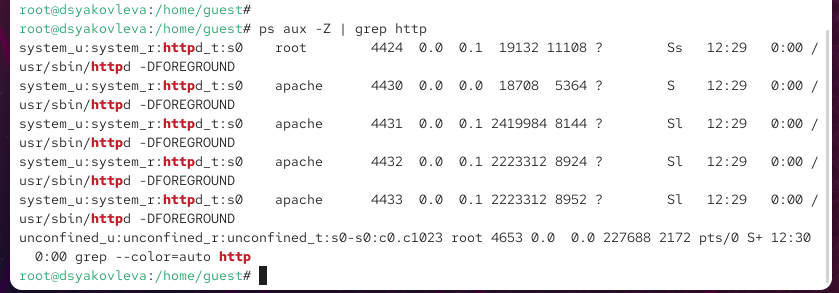 root@dsyakovleva:/home/guest#
root@dsyakovleva:/home/guest# ps aux -Z | grep http
system_u:system_r:httpd_t:s0    root        4424  0.0  0.1  19132 11108 ?        Ss   12:29   0:00 /
usr/sbin/httpd -DFOREGROUND
system_u:system_r:httpd_t:s0    apache      4430  0.0  0.0  18708  5364 ?        S    12:29   0:00 /
usr/sbin/httpd -DFOREGROUND
system_u:system_r:httpd_t:s0    apache      4431  0.0  0.1 2419984 8144 ?        Sl   12:29   0:00 /
usr/sbin/httpd -DFOREGROUND
system_u:system_r:httpd_t:s0    apache      4432  0.0  0.1 2223312 8924 ?        Sl   12:29   0:00 /
usr/sbin/httpd -DFOREGROUND
system_u:system_r:httpd_t:s0    apache      4433  0.0  0.1 2223312 8952 ?        Sl   12:29   0:00 /
usr/sbin/httpd -DFOREGROUND
unconfined_u:unconfined_r:unconfined_t:s0-s0:c0.c1023 root 4653 0.0  0.0 227688 2172 pts/0 S+ 12:30
  0:00 grep --color=auto http
root@dsyakovleva:/home/guest#